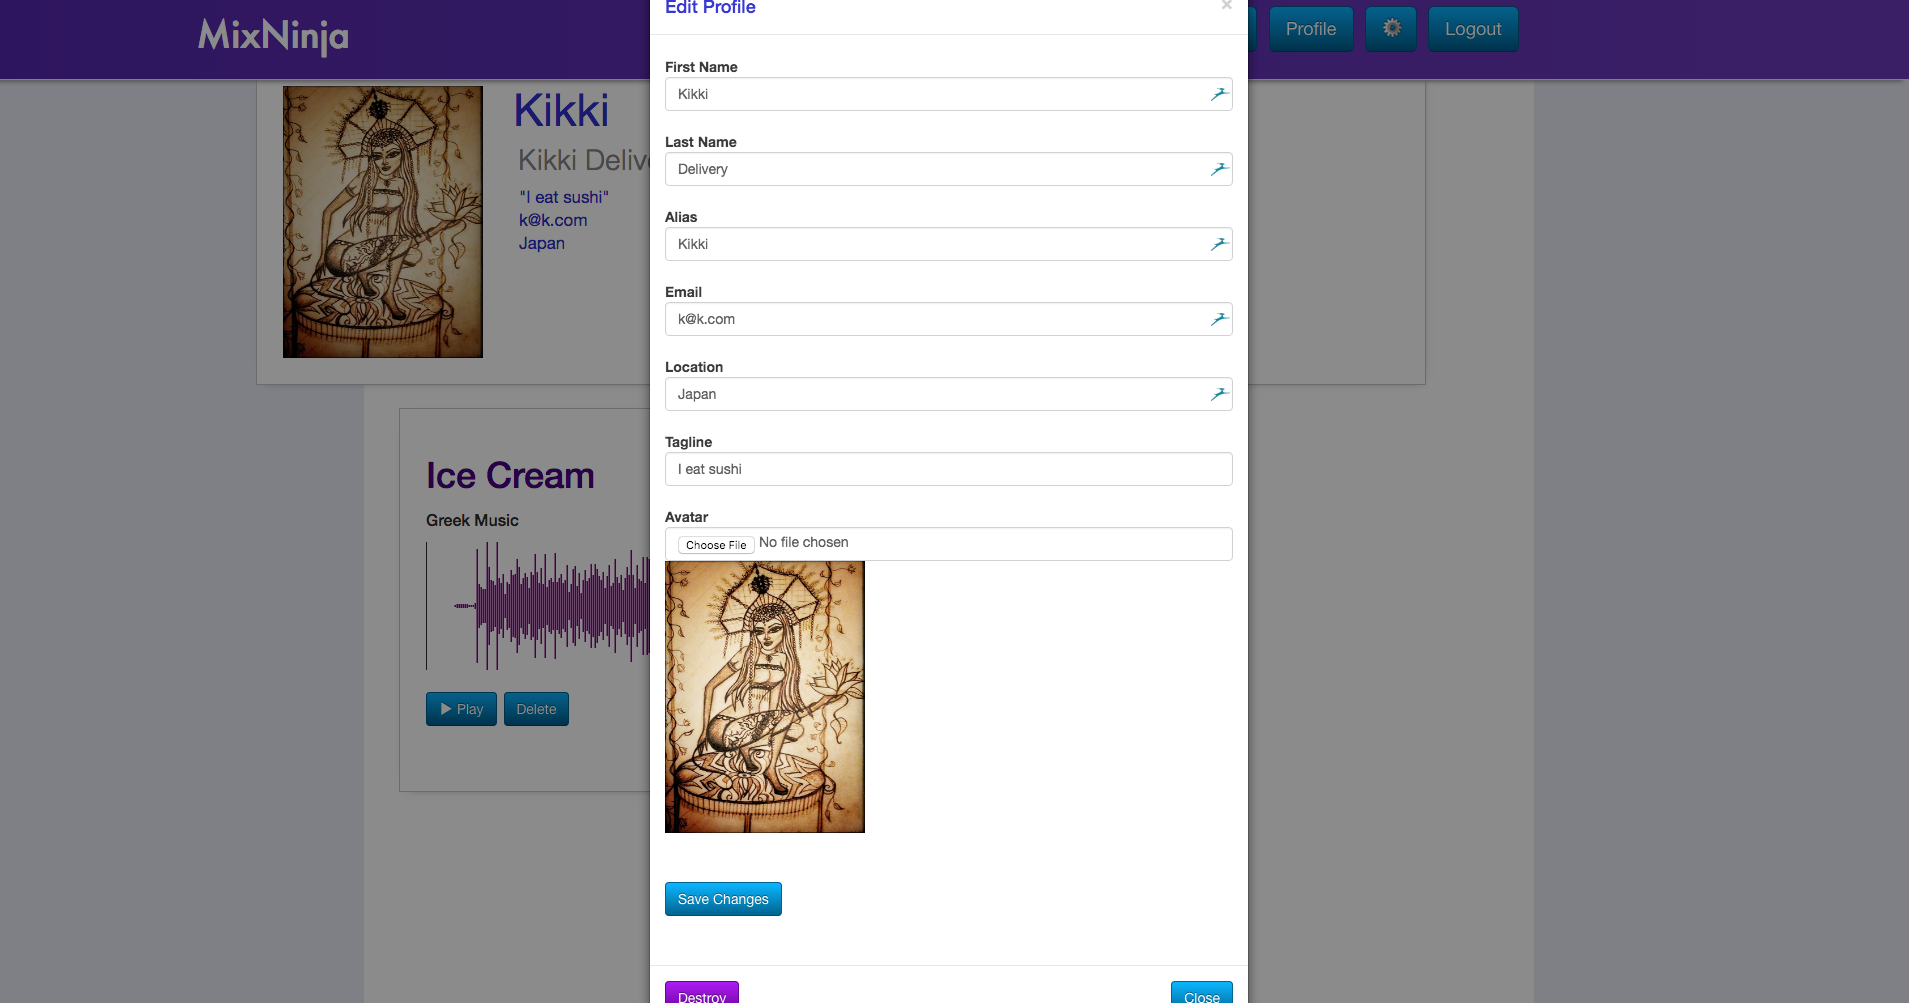 MixNinja
Profile
Logout
Kikki
Kikki Deliv
"I eat sushi"
k@k.com
Japan
Ice Cream
Greek Music
Play
Delete
Edit Profile
×
First Name
Kikki
Last Name
Delivery
Alias
Kikki
Email
k@k.com
Location
Japan
Tagline
I eat sushi
Avatar
Choose File No file chosen
Save Changes
Destroy
Close